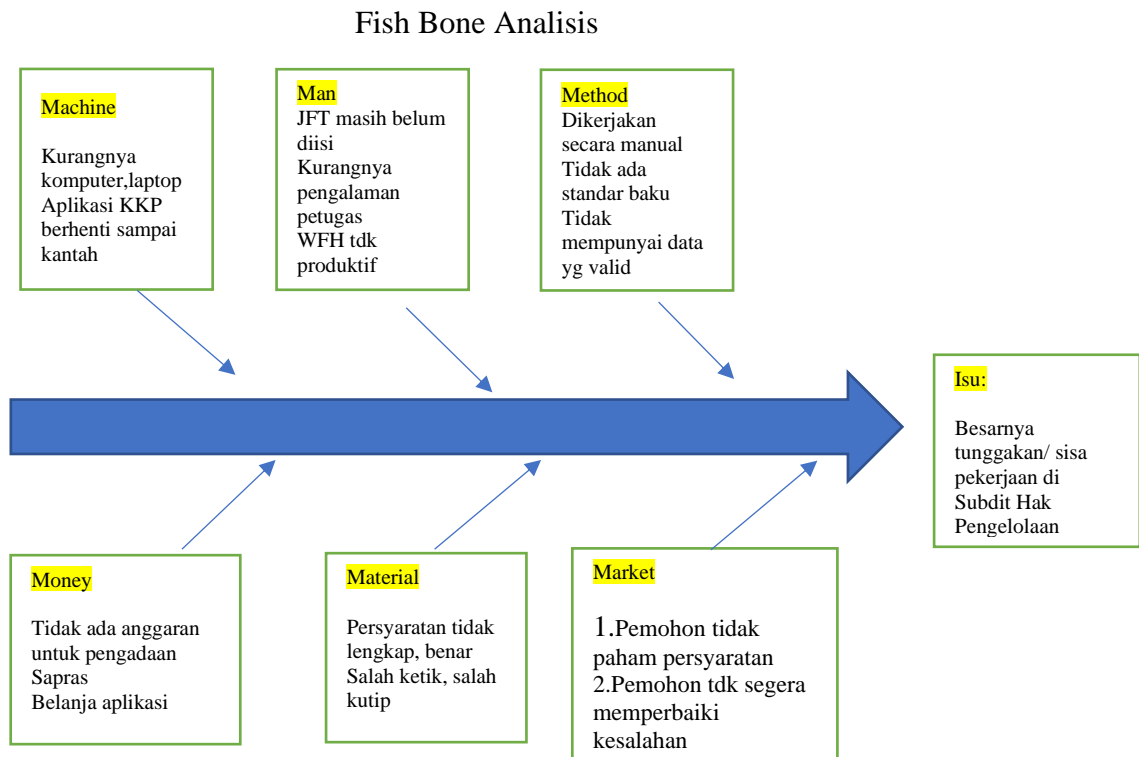 Fish Bone Analisis
Machine
Kurangnya
komputer,laptop
Aplikasi KKP
berhenti sampai
kantah
Man
JFT masih belum
diisi
Kurangnya
pengalaman
petugas
WFH tdk
produktif
Method
Dikerjakan
secara manual
Tidak ada
standar baku
Tidak
mempunyai data
yg valid
Isu:
Besarnya
tunggakan/ sisa
pekerjaan di
Subdit Hak
Pengelolaan
Money
Tidak ada anggaran
untuk pengadaan
Sapras
Belanja aplikasi
Material
Persyaratan tidak
lengkap, benar
Salah ketik, salah
kutip
Market
1.Pemohon tidak
paham persyaratan
2.Pemohon tdk segera
memperbaiki
kesalahan